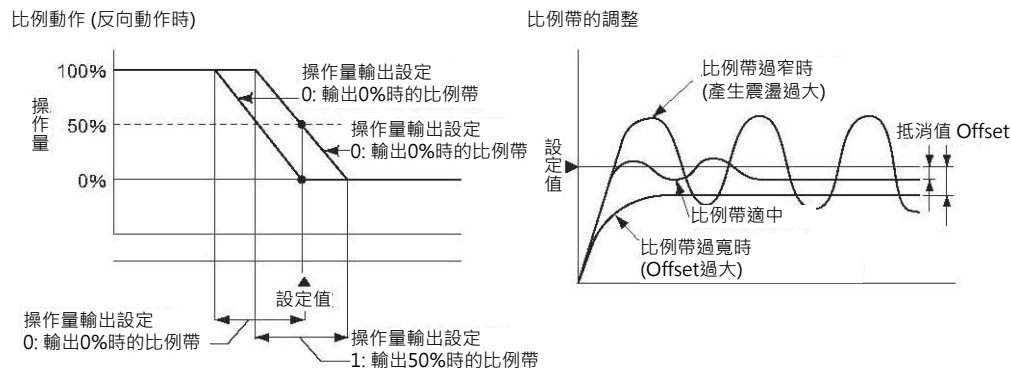 比例動作 (反向動作時)
100%
50%
0%
操作量
操作量輸出設定
0: 輸出0%時的比例帶
操作量輸出設定
0: 輸出0%時的比例帶
設定值
操作量輸出設定
0: 輸出0%時的比例帶
操作量輸出設定
1: 輸出50%時的比例帶
比例帶的調整
比例帶過窄時
(產生震盪過大)
抵消值 Offset
設定值
比例帶適中
比例帶過寬時
(Offset過大)